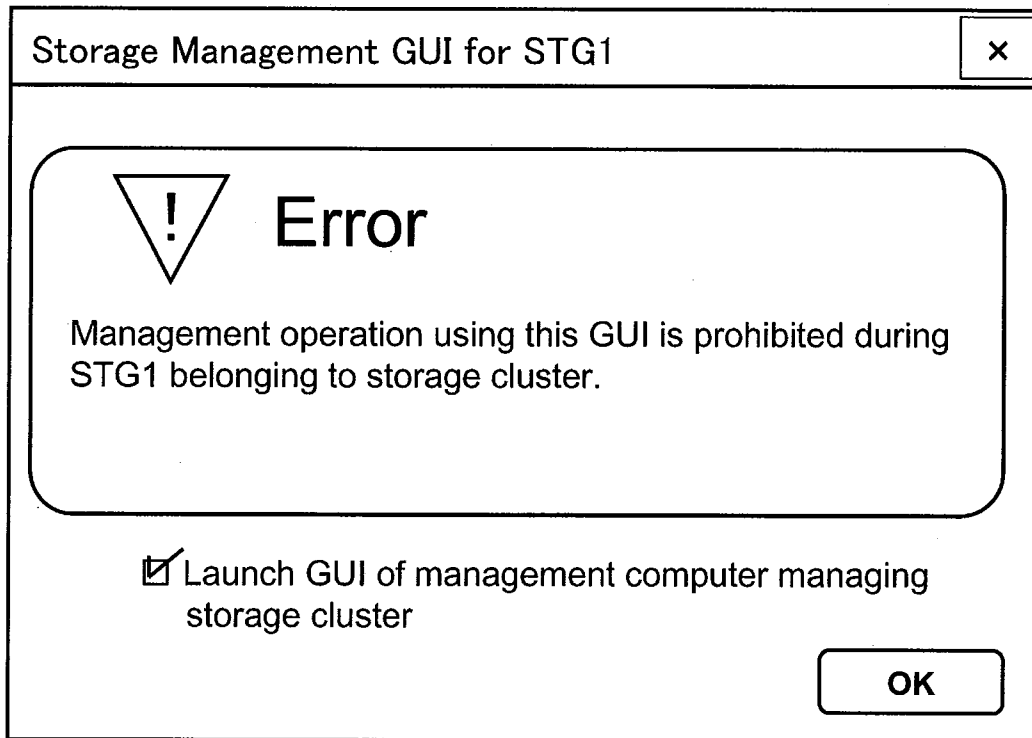 Storage Management GUI for STG1
×
!
Error
Management operation using this GUI is prohibited during
STG1 belonging to storage cluster.
Launch GUI of management computer managing
storage cluster
OK